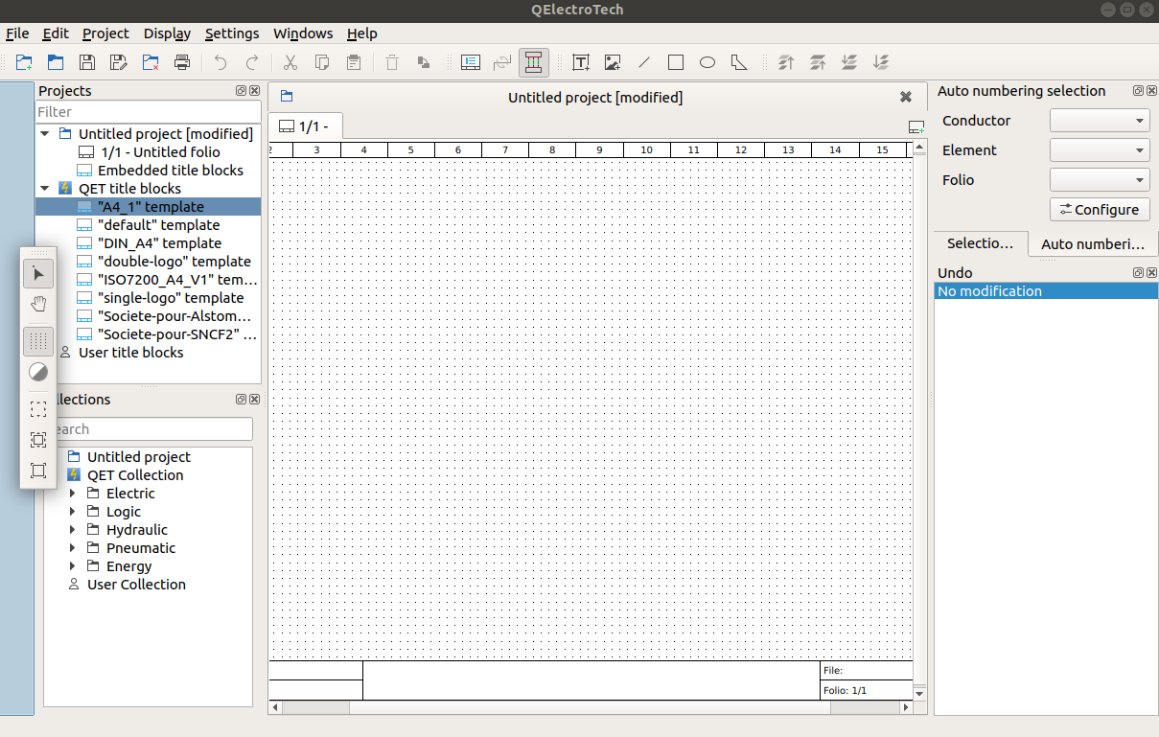 QElectroTech
File Edit Project Display Settings Windows Help
Projects
Filter
Untitled project [modified]
1/1 - Untitled folio
Embedded title blocks
QET title blocks
"A4_1" template
"default" template
"DIN_A4" template
"double-logo" template
"ISO7200_A4_V1" tem...
"single-logo" template
"Societe-pour-Alstom...
"Societe-pour-SNCF2" ...
User title blocks
llections
earch
Untitled project
QET Collection
Electric
Logic
Hydraulic
Pneumatic
Energy
User Collection
Untitled project [modified]
1/1 -
2 3 4 5 6 7 8 9 10 11 12 13 14 15
File:
Folio: 1/1
Auto numbering selection
Conductor
Element
Folio
Configure
Selectio... Auto numberi...
Undo
No modification